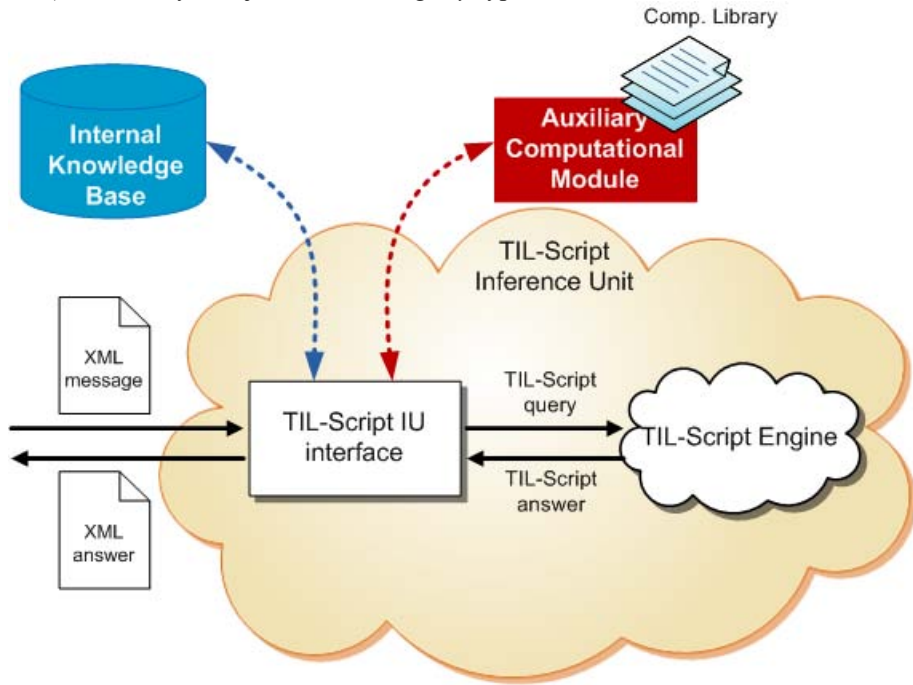 Comp. Library
Internal
Knowledge
Base
Auxiliary
Computational
Module
TIL-Script
Inference Unit
XML
message
TIL-Script IU
interface
TIL-Script
query
TIL-Script Engine
TIL-Script
answer
XML
answer